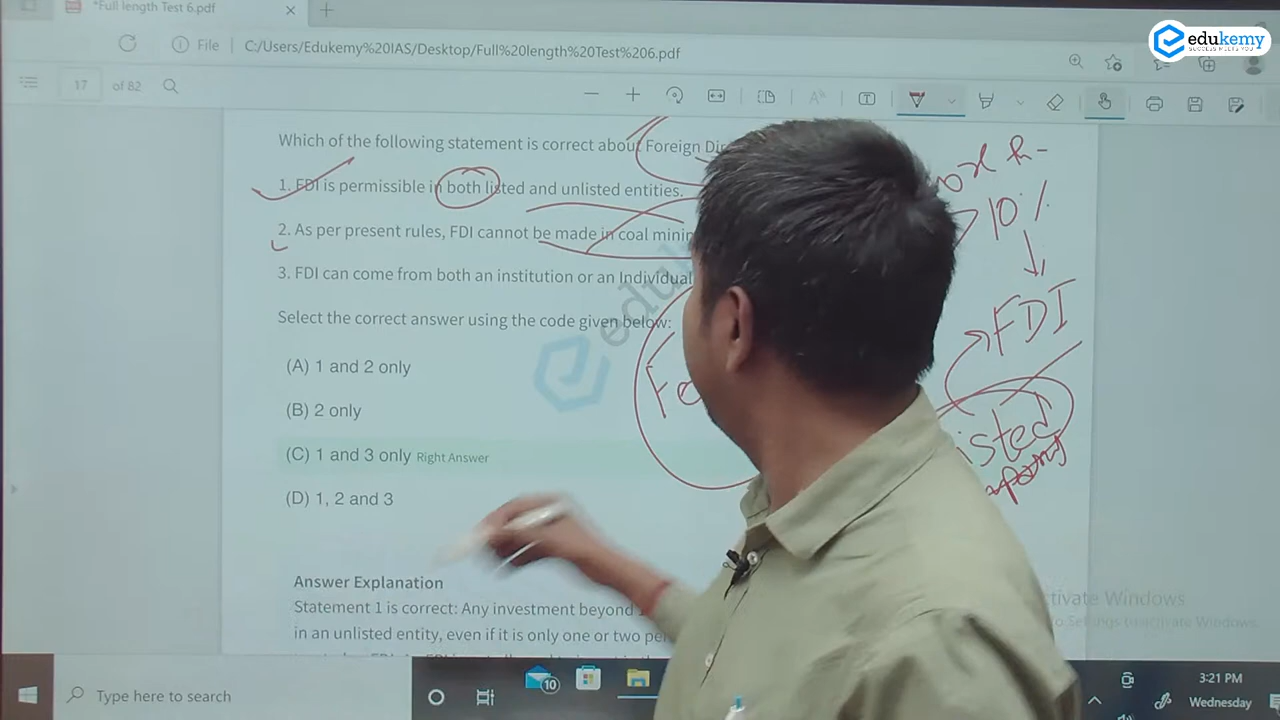 *Full length Test 6.pdf
File
C:/Users/Edukemy%20IAS/Desktop/Full%20length%20Test%206.pdf
edukemy
SUCCESS MEETS YOU
17 of 82
Which of the following statement is correct about Foreign Dir
1. FDI is permissible in both listed and unlisted entities.
2. As per present rules, FDI cannot be made in coal minin
3. FDI can come from both an institution or an Individual
Select the correct answer using the code given below:
(A) 1 and 2 only
(B) 2 only
(C) 1 and 3 only Right Answer
(D) 1, 2 and 3
10%
FDI
isted
Answer Explanation
Statement 1 is correct: Any investment beyond
in an unlisted entity, even if it is only one or two per
Type here to search
10
3:21 PM
Wednesday